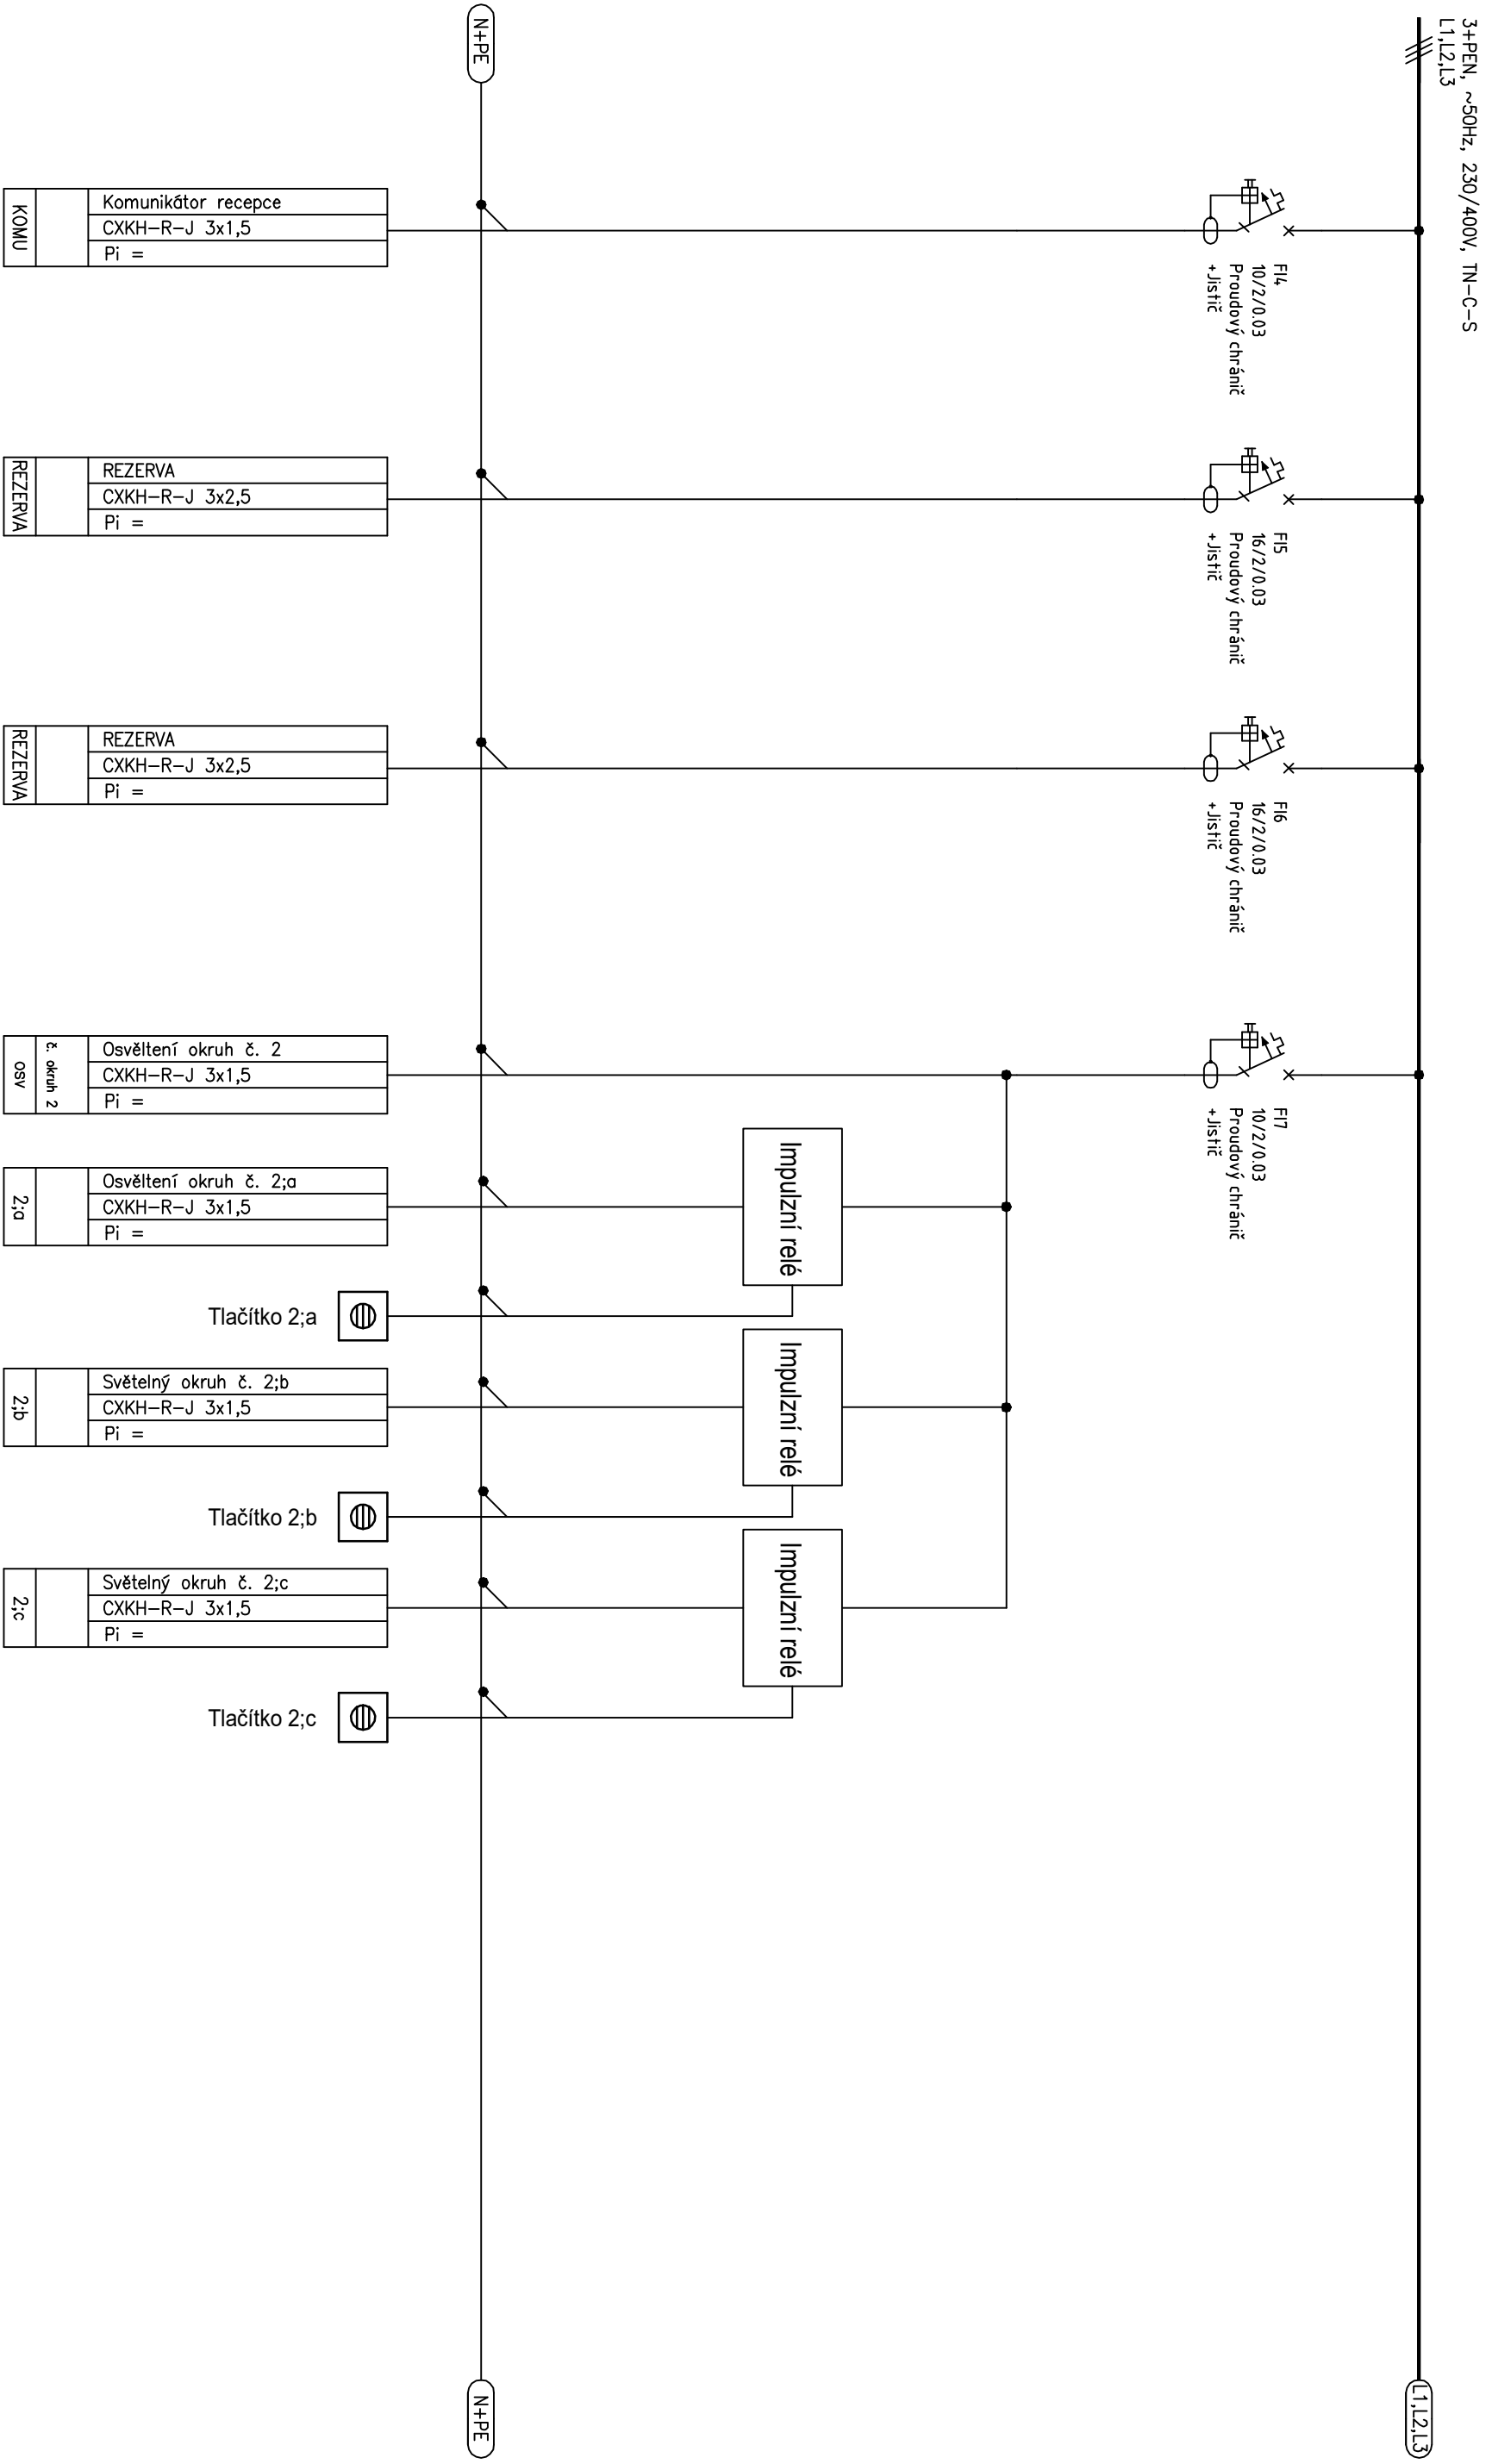 3+PEN, ~50Hz, 230/400V, TN-C-S
L1,L2,L3
N+PE
FI4
10/2/0.03
Proudový chránič
+Jistič
Komunikátor recepce
CXKH-R-J 3x1,5
Pi =
KOMU
FI5
16/2/0.03
Proudový chránič
+Jistič
REZERVA
CXKH-R-J 3x2,5
Pi =
REZERVA
FI6
16/2/0.03
Proudový chránič
+Jistič
REZERVA
CXKH-R-J 3x2,5
Pi =
REZERVA
FI7
10/2/0.03
Proudový chránič
+Jistič
Osvěltení okruh č. 2
CXKH-R-J 3x1,5
Pi =
č. okruh 2
osv
Impulzní relé
Osvěltení okruh č. 2;a
CXKH-R-J 3x1,5
Pi =
2;a
Tlačítko 2;a
Impulzní relé
Světelný okruh č. 2;b
CXKH-R-J 3x1,5
Pi =
2;b
Tlačítko 2;b
Impulzní relé
Světelný okruh č. 2;c
CXKH-R-J 3x1,5
Pi =
2;c
Tlačítko 2;c
L1,L2,L3
N+PE